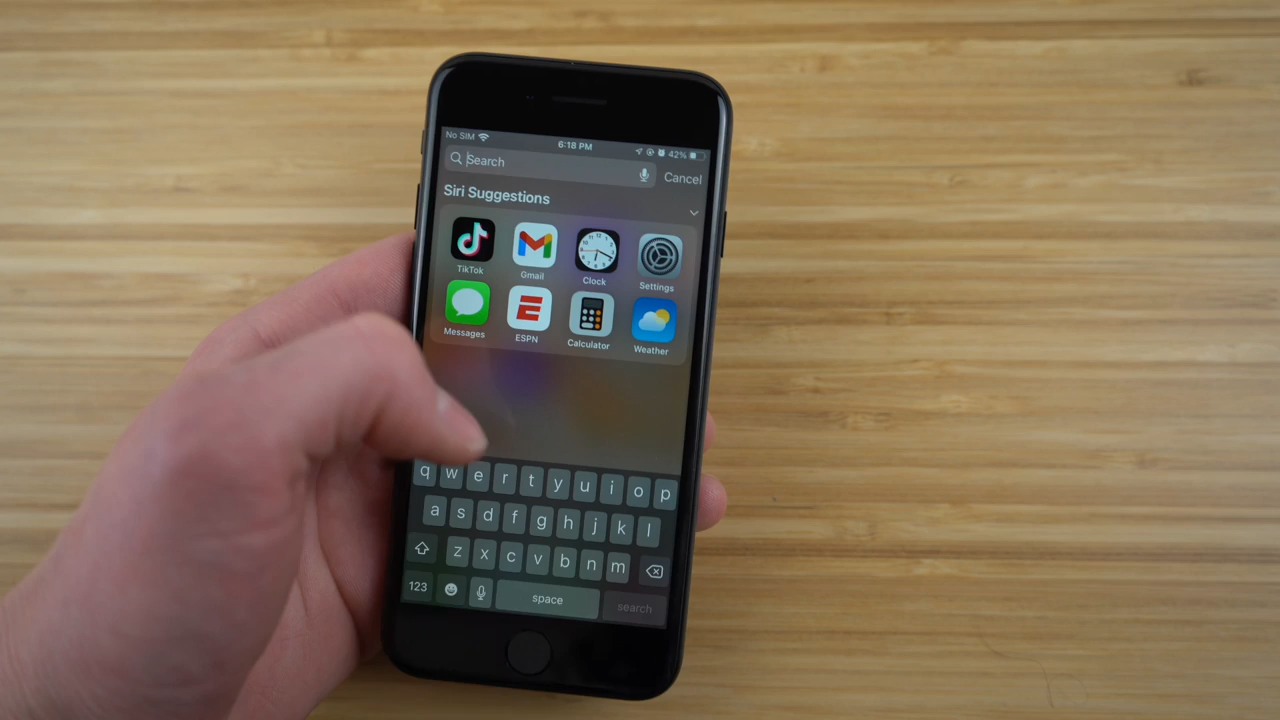 No SIM 6:18 PM 42%
Search Cancel
Siri Suggestions
TikTok Gmail Clock Settings
Messages ESPN Calculator Weather
q w e r t y u i o p
a s d f g h j k l
z x c v b n m
123 space search